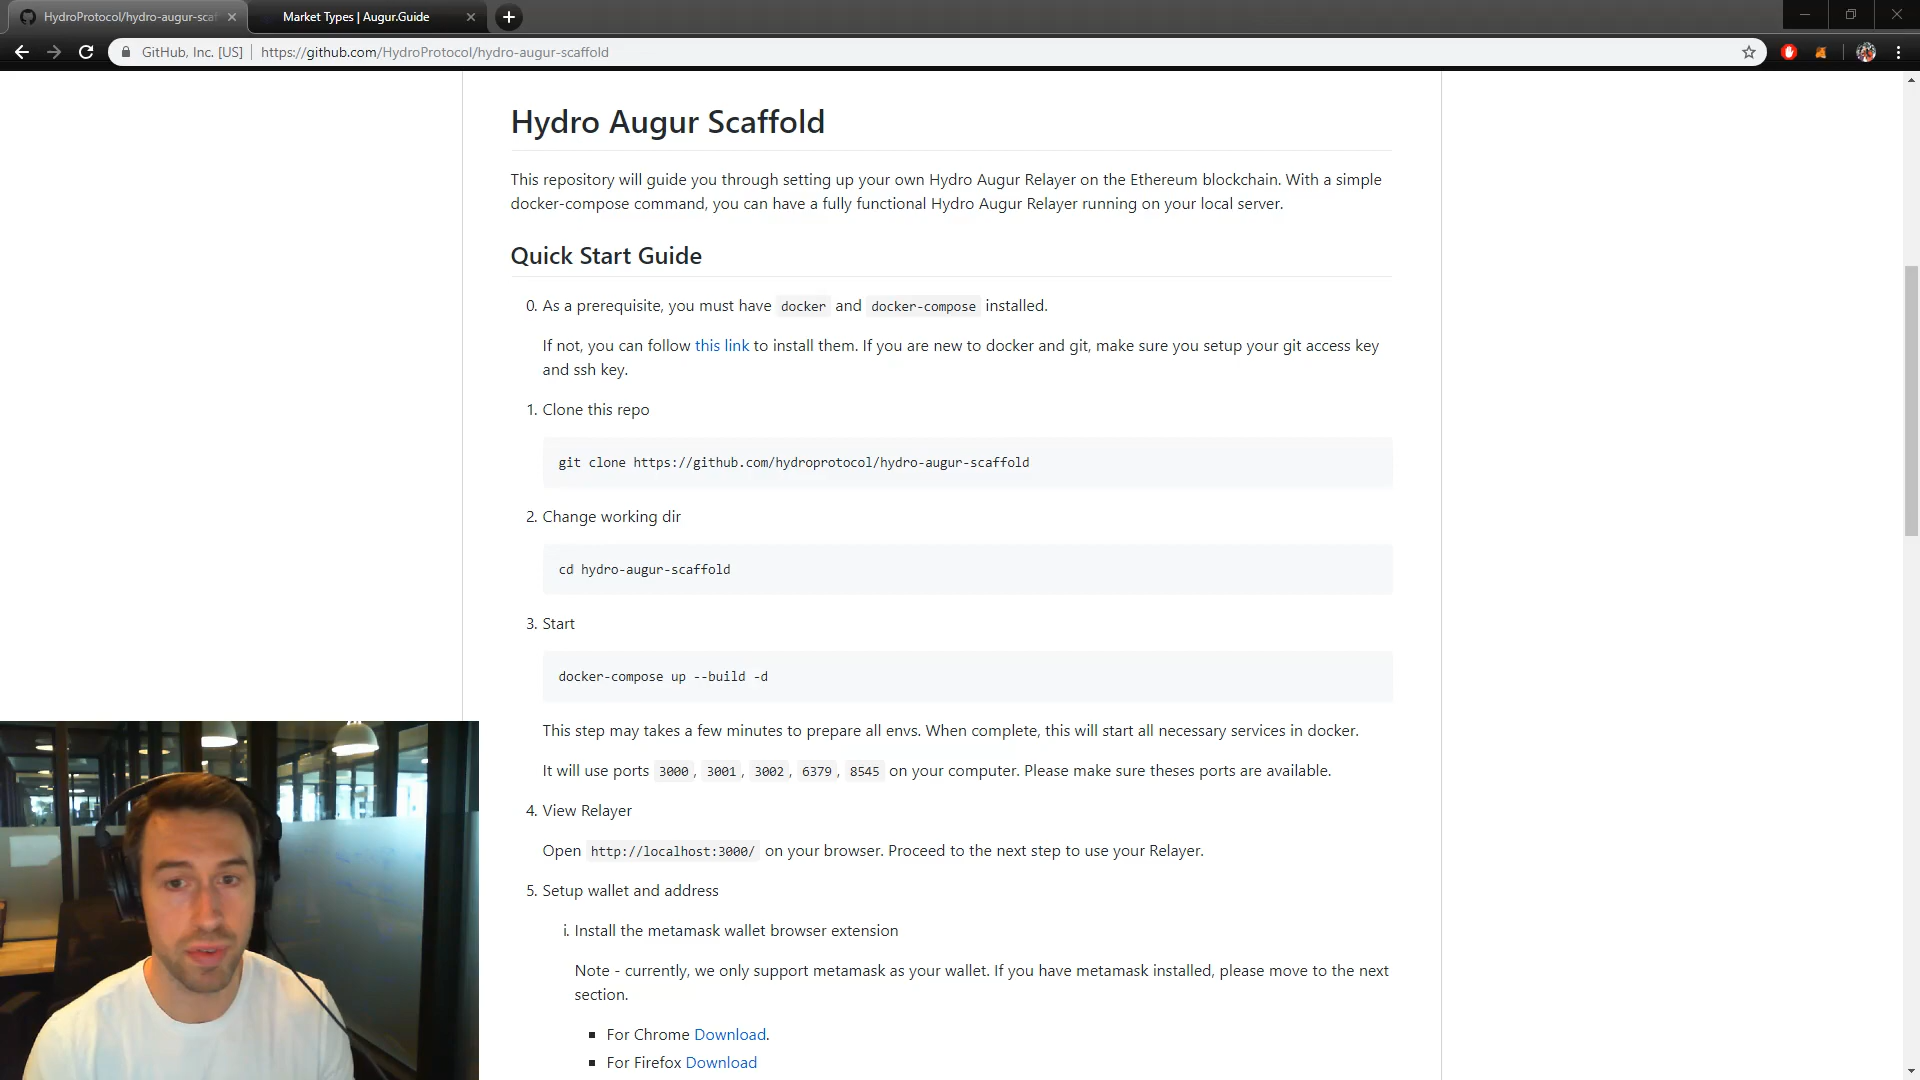 HydroProtocol/hydro-augur-scaf
Market Types | Augur.Guide
GitHub, Inc. [US]
https://github.com/HydroProtocol/hydro-augur-scaffold
Hydro Augur Scaffold
This repository will guide you through setting up your own Hydro Augur Relayer on the Ethereum blockchain. With a simple
docker-compose command, you can have a fully functional Hydro Augur Relayer running on your local server.
Quick Start Guide
0. As a prerequisite, you must have docker and docker-compose installed.
If not, you can follow this link to install them. If you are new to docker and git, make sure you setup your git access key
and ssh key.
1. Clone this repo
git clone https://github.com/hydroprotocol/hydro-augur-scaffold
2. Change working dir
cd hydro-augur-scaffold
3. Start
docker-compose up --build -d
This step may takes a few minutes to prepare all envs. When complete, this will start all necessary services in docker.
It will use ports 3000, 3001, 3002, 6379, 8545 on your computer. Please make sure theses ports are available.
4. View Relayer
Open http://localhost:3000/ on your browser. Proceed to the next step to use your Relayer.
5. Setup wallet and address
i. Install the metamask wallet browser extension
Note - currently, we only support metamask as your wallet. If you have metamask installed, please move to the next
section.
For Chrome Download.
For Firefox Download